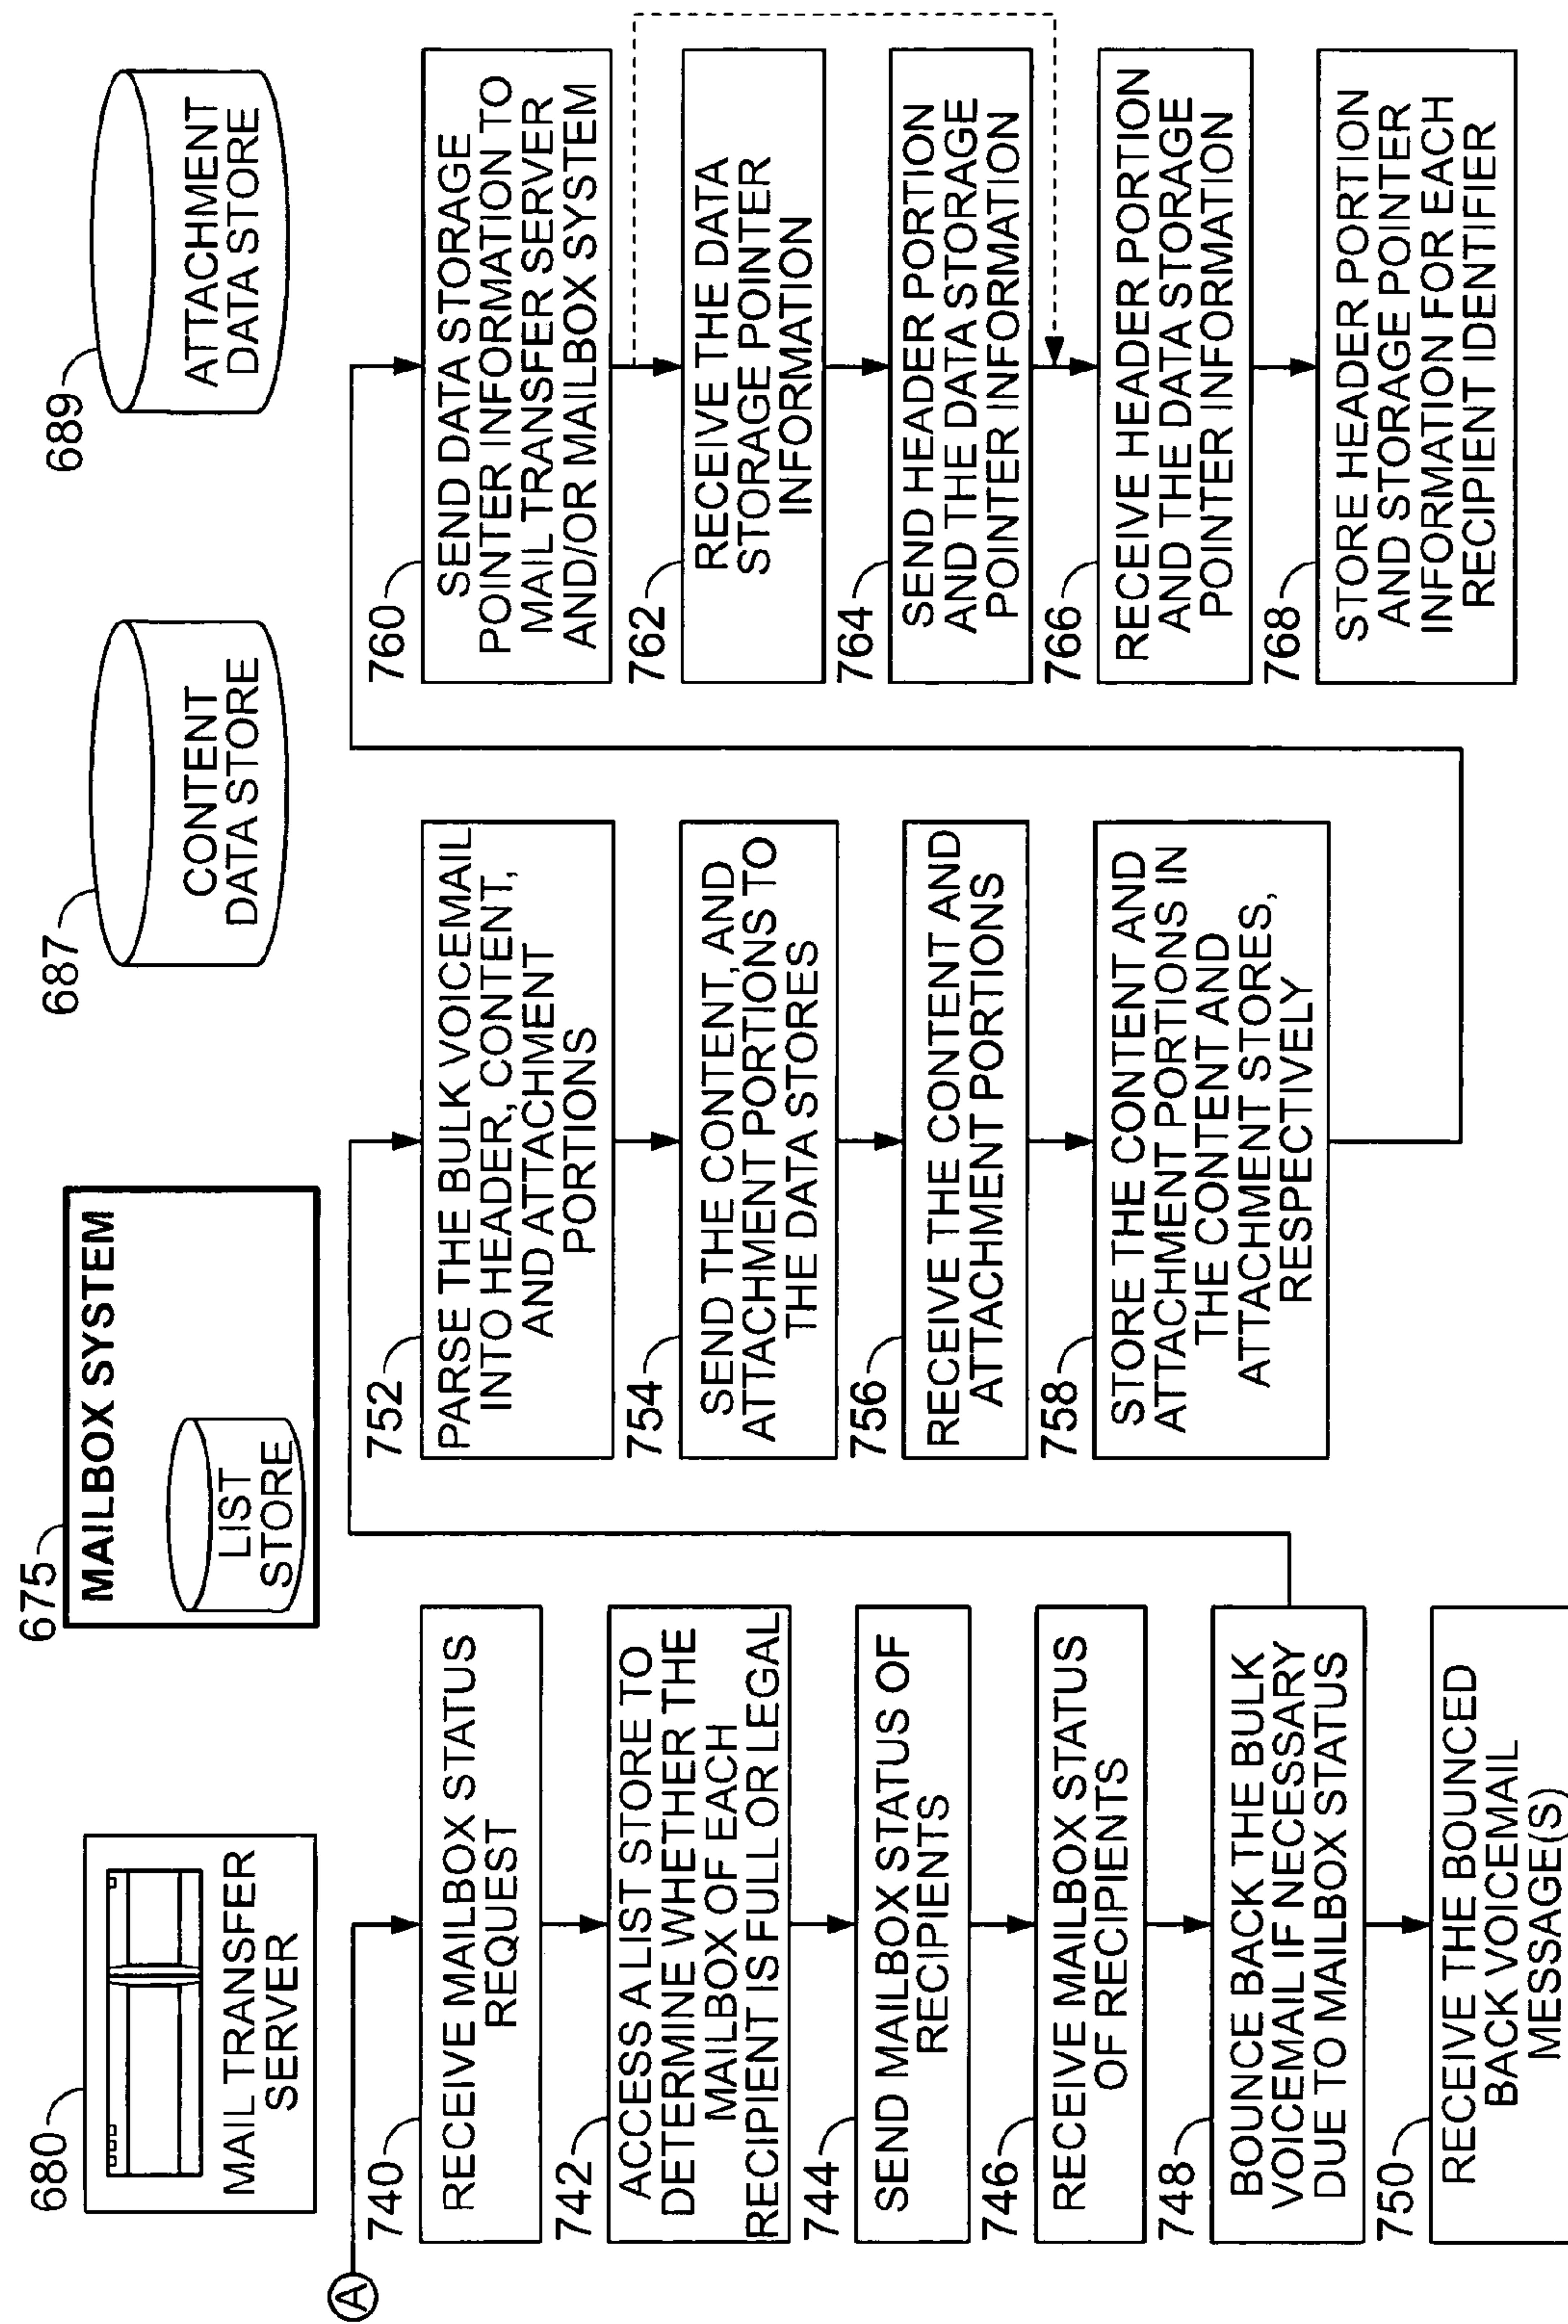 680
MAIL TRANSFER
SERVER
675
MAILBOX SYSTEM
LIST
STORE
687
CONTENT
DATA STORE
689
ATTACHMENT
DATA STORE
A
740
RECEIVE MAILBOX STATUS
REQUEST
742
ACCESS A LIST STORE TO
DETERMINE WHETHER THE
MAILBOX OF EACH
RECIPIENT IS FULL OR LEGAL
744
SEND MAILBOX STATUS OF
RECIPIENTS
746
RECEIVE MAILBOX STATUS
OF RECIPIENTS
748
BOUNCE BACK THE BULK
VOICEMAIL IF NECESSARY
DUE TO MAILBOX STATUS
750
RECEIVE THE BOUNCED
BACK VOICEMAIL
MESSAGE(S)
752
PARSE THE BULK VOICEMAIL
INTO HEADER, CONTENT,
AND ATTACHMENT
PORTIONS
754
SEND THE CONTENT, AND
ATTACHMENT PORTIONS TO
THE DATA STORES
756
RECEIVE THE CONTENT AND
ATTACHMENT PORTIONS
758
STORE THE CONTENT AND
ATTACHMENT PORTIONS IN
THE CONTENT AND
ATTACHMENT STORES,
RESPECTIVELY
760
SEND DATA STORAGE
POINTER INFORMATION TO
MAIL TRANSFER SERVER
AND/OR MAILBOX SYSTEM
762
RECEIVE THE DATA
STORAGE POINTER
INFORMATION
764
SEND HEADER PORTION
AND THE DATA STORAGE
POINTER INFORMATION
766
RECEIVE HEADER PORTION
AND THE DATA STORAGE
POINTER INFORMATION
768
STORE HEADER PORTION
AND STORAGE POINTER
INFORMATION FOR EACH
RECIPIENT IDENTIFIER